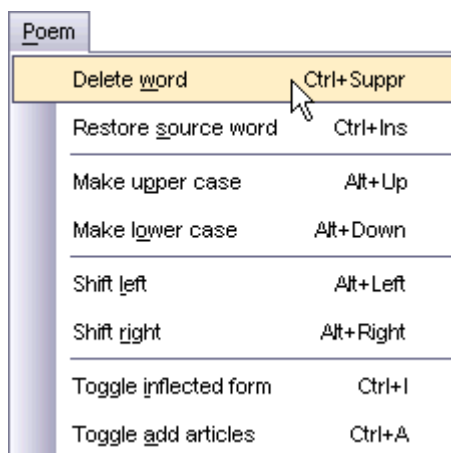 Poem
Delete word Ctrl+Suppr
Restore source word Ctrl+Ins
Make upper case Alt+Up
Make lower case Alt+Down
Shift left Alt+Left
Shift right Alt+Right
Toggle inflected form Ctrl+I
Toggle add articles Ctrl+A